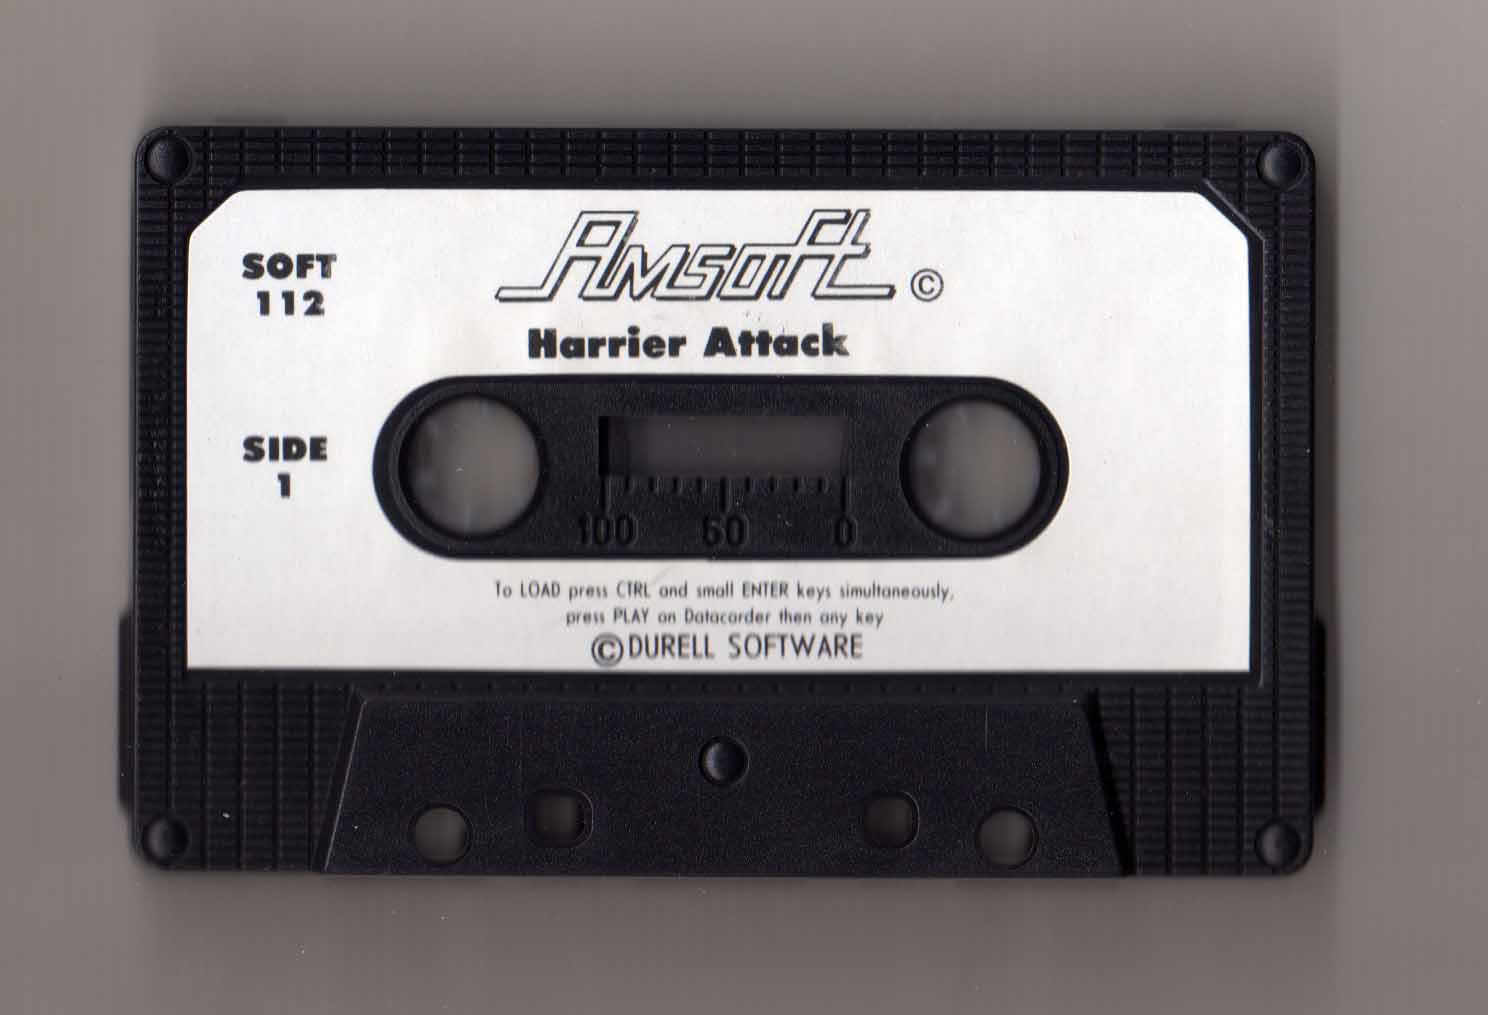 Amsoft ©
SOFT
112
Harrier Attack
SIDE
1
100 50 0
To LOAD press CTRL and small ENTER keys simultaneously,
press PLAY on Datacorder then any key
©DURELL SOFTWARE